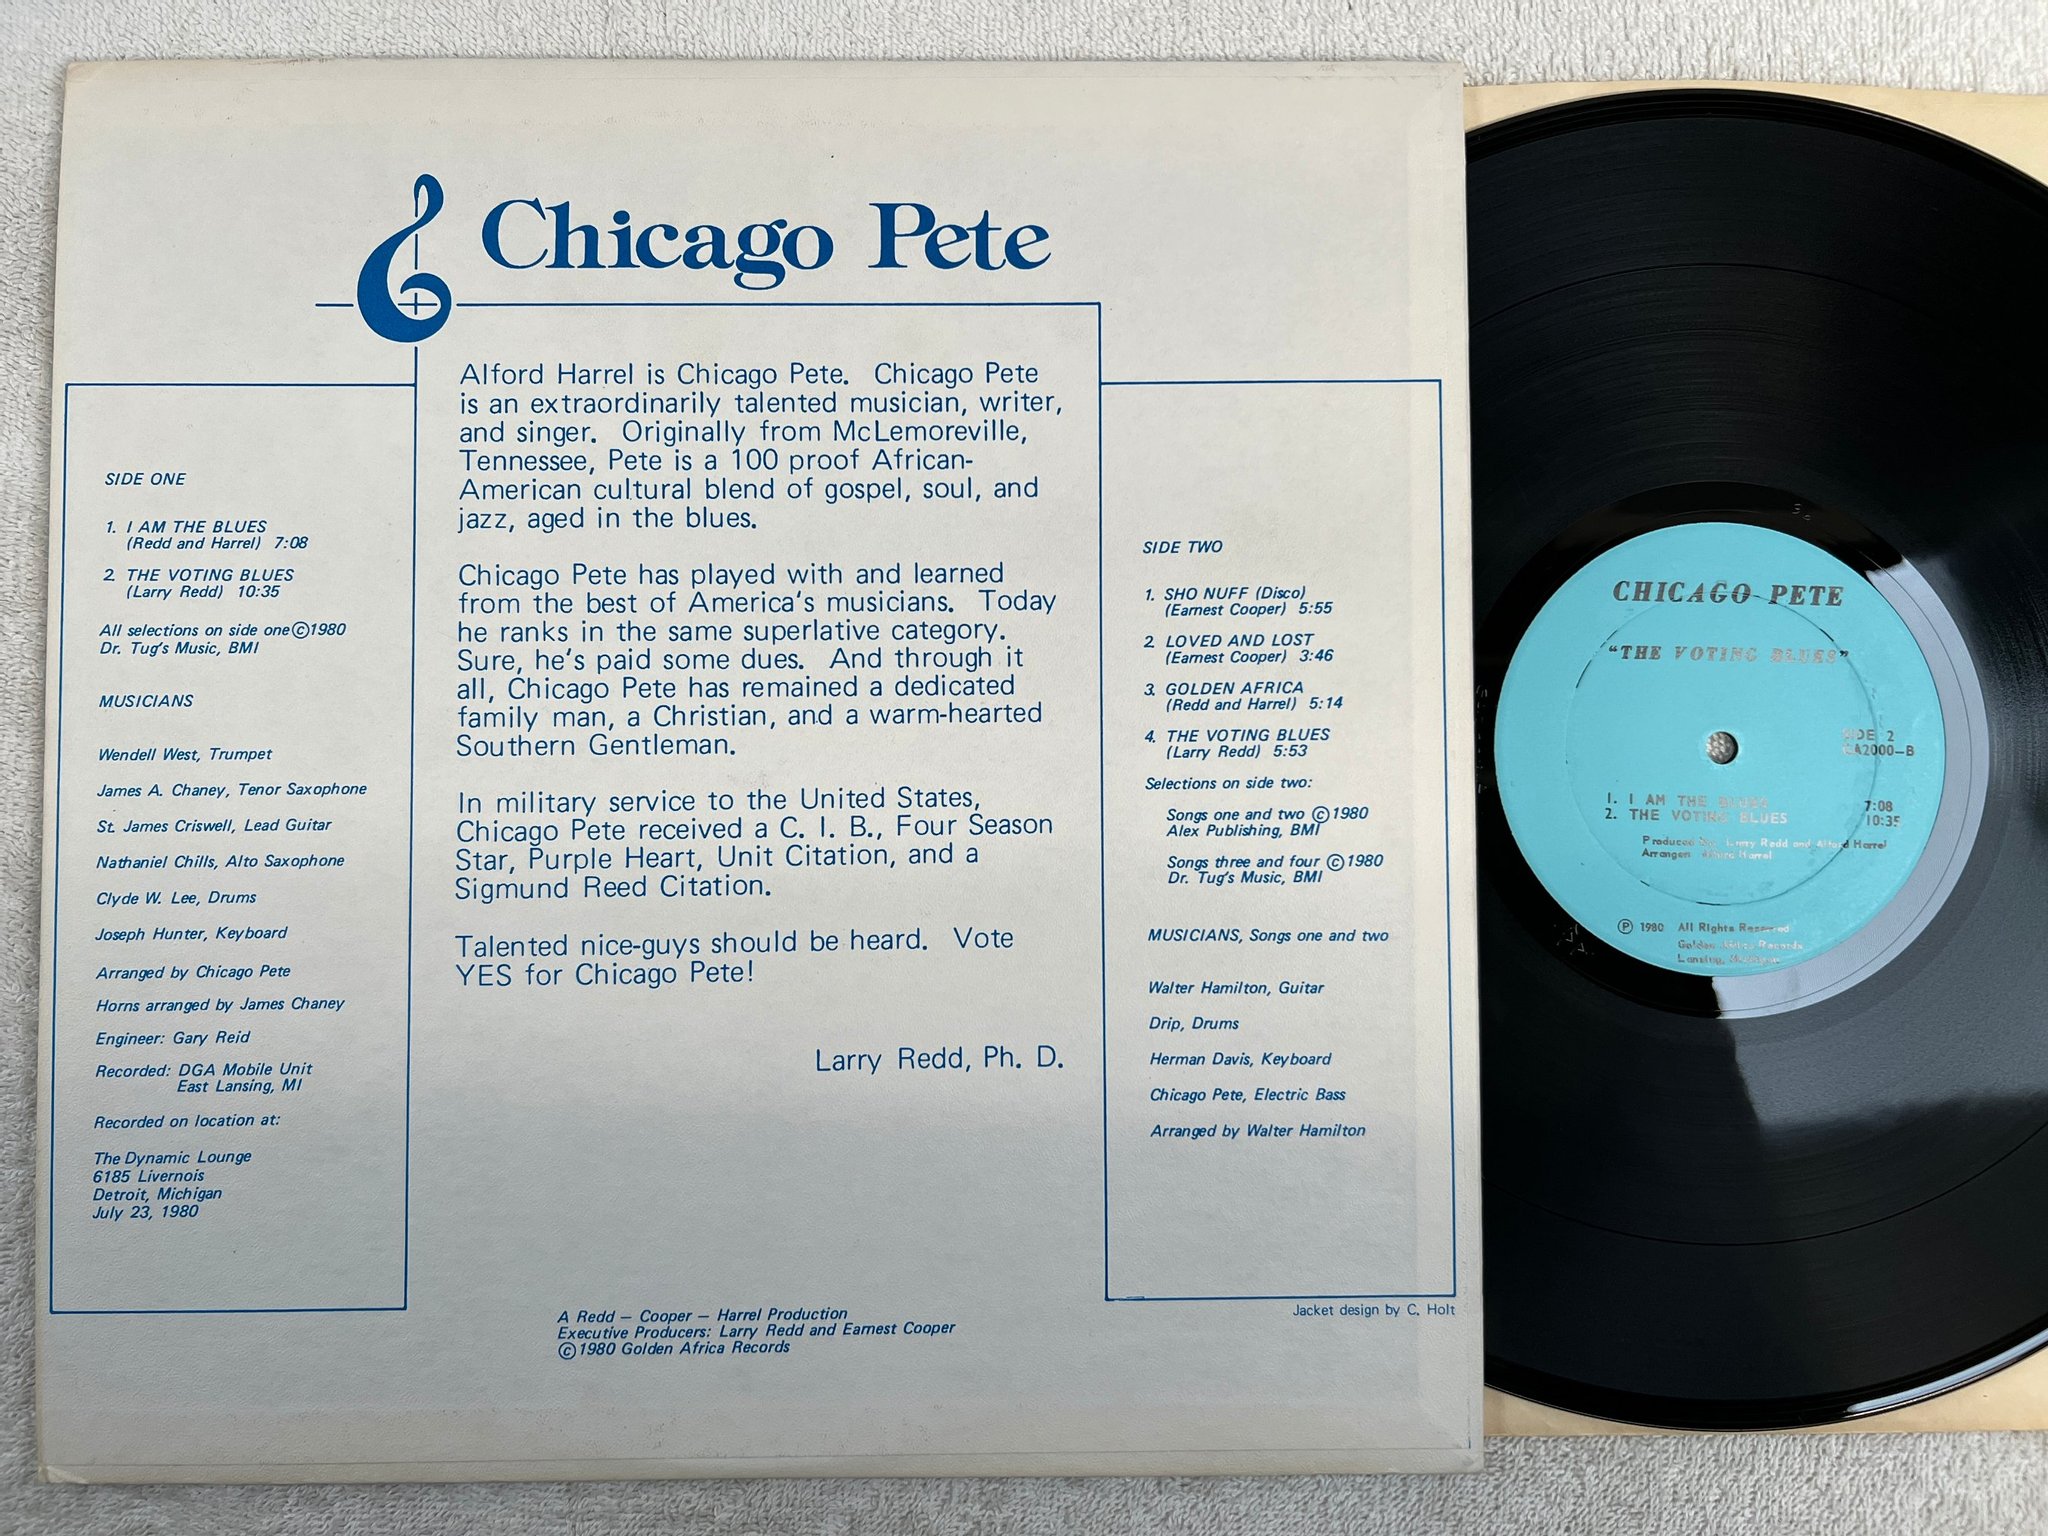 Chicago Pete
Alford Harrel is Chicago Pete. Chicago Pete
is an extraordinarily talented musician, writer,
and singer. Originally from McLemoreville,
Tennessee, Pete is a 100 proof African-
American cultural blend of gospel, soul, and
jazz, aged in the blues.
Chicago Pete has played with and learned
from the best of America's musicians. Today
he ranks in the same superlative category.
Sure, he's paid some dues. And through it
all, Chicago Pete has remained a dedicated
family man, a Christian, and a warm-hearted
Southern Gentleman.
In military service to the United States,
Chicago Pete received a C. I. B., Four Season
Star, Purple Heart, Unit Citation, and a
Sigmund Reed Citation.
Talented nice-guys should be heard. Vote
YES for Chicago Pete!
Larry Redd, Ph. D.
SIDE ONE
1. I AM THE BLUES
(Redd and Harrel) 7:08
2. THE VOTING BLUES
(Larry Redd) 10:35
All selections on side one ©1980
Dr. Tug's Music, BMI
MUSICIANS
Wendell West, Trumpet
James A. Chaney, Tenor Saxophone
St. James Criswell, Lead Guitar
Nathaniel Chills, Alto Saxophone
Clyde W. Lee, Drums
Joseph Hunter, Keyboard
Arranged by Chicago Pete
Horns arranged by James Chaney
Engineer: Gary Reid
Recorded: DGA Mobile Unit
East Lansing, MI
Recorded on location at:
The Dynamic Lounge
6185 Livernois
Detroit, Michigan
July 23, 1980
SIDE TWO
1. SHO NUFF (Disco)
(Earnest Cooper) 5:55
2. LOVED AND LOST
(Earnest Cooper) 3:46
3. GOLDEN AFRICA
(Redd and Harrel) 5:14
4. THE VOTING BLUES
(Larry Redd) 5:53
Selections on side two:
Songs one and two ©1980
Alex Publishing, BMI
Songs three and four ©1980
Dr. Tug's Music, BMI
MUSICIANS, Songs one and two
Walter Hamilton, Guitar
Drip, Drums
Herman Davis, Keyboard
Chicago Pete, Electric Bass
Arranged by Walter Hamilton
A Redd – Cooper – Harrel Production
Executive Producers: Larry Redd and Earnest Cooper
©1980 Golden Africa Records
Jacket design by C. Holt
CHICAGO PETE
"THE VOTING BLUES"
SIDE 2
GA2000-B
1. I AM THE BLUES 7:08
2. THE VOTING BLUES 10:35
Produced By: Larry Redd and Alford Harrel
Harrel
℗ 1980 All Rights Reserved
Golden Africa Records
Lansing, Michigan